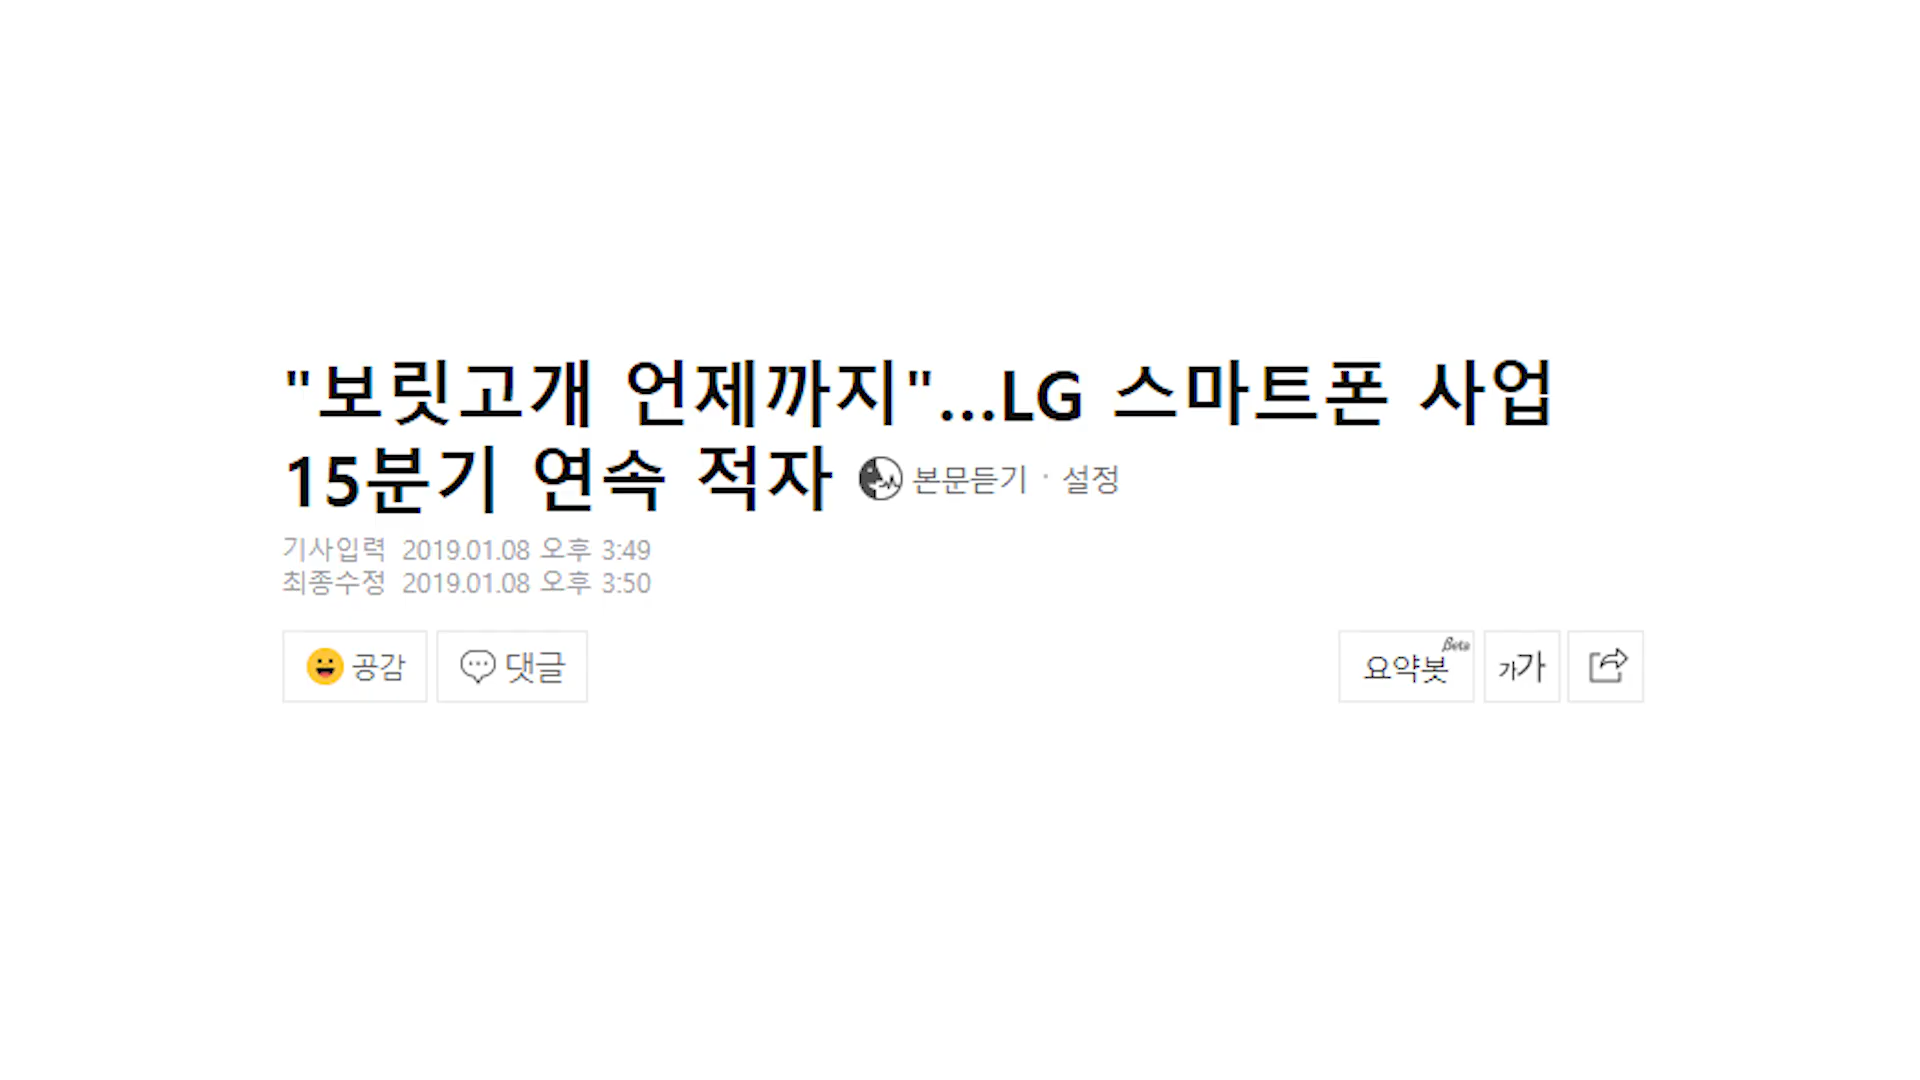 "보릿고개 언제까지"...LG 스마트폰 사업
15분기 연속 적자 본문듣기 · 설정
기사입력 2019.01.08 오후 3:49
최종수정 2019.01.08 오후 3:50
공감 댓글 요약봇 Beta 가가